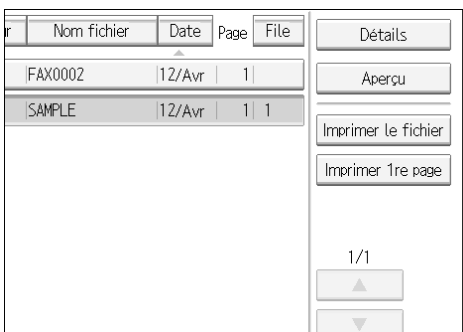 r Nom fichier Date Page File Détails
FAX0002 12/Avr 1 Aperçu
SAMPLE 12/Avr 1 1
Imprimer le fichier
Imprimer 1re page
1/1